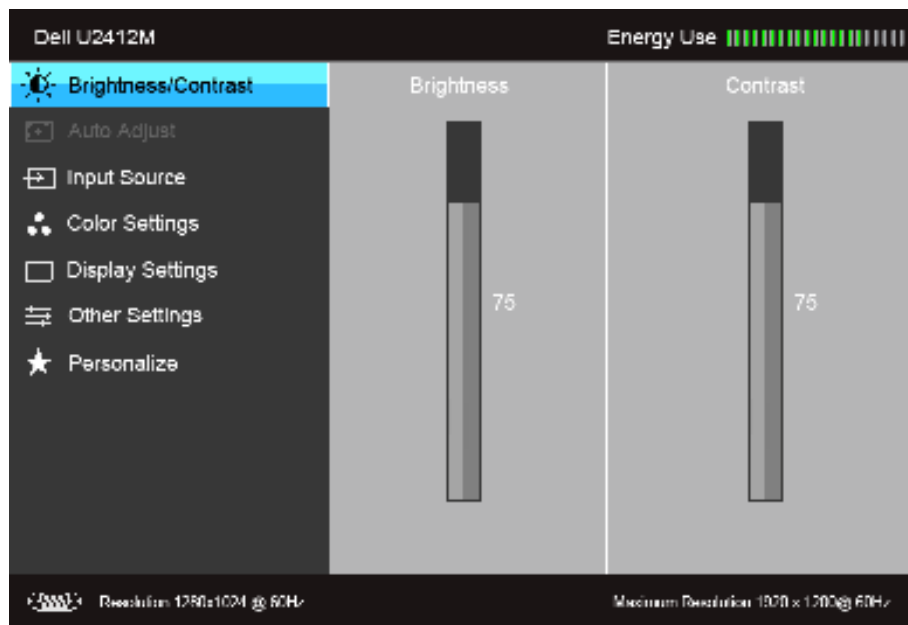 Dell U2412M
Energy Use
Brightness/Contrast
Auto Adjust
Input Source
Color Settings
Display Settings
Other Settings
Personalize
Brightness
75
Contrast
75
Resolution 1280x1024 @ 60Hz
Maximum Resolution 1920 x 1200@ 60Hz